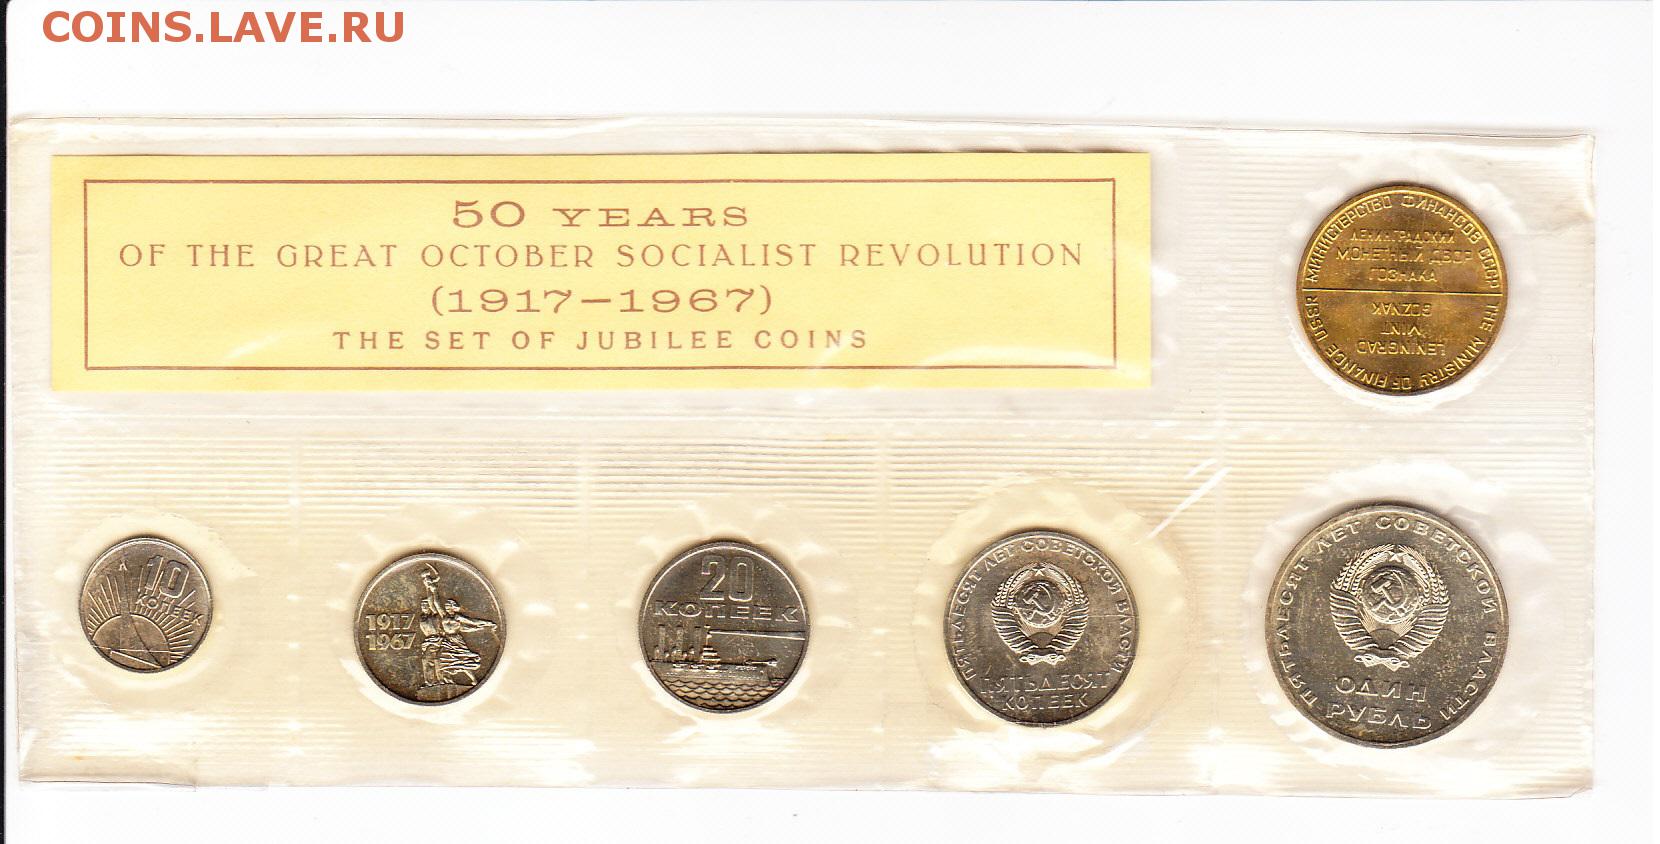 COINS.LAVE.RU
50 YEARS
OF THE GREAT OCTOBER SOCIALIST REVOLUTION
(1917–1967)
THE SET OF JUBILEE COINS
МИНИСТЕРСТВО ФИНАНСОВ СССР
ЛЕНИНГРАДСКИЙ
МОНЕТНЫЙ ДВОР
ГОЗНАКА
THE MINISTRY OF FINANCE USSR
LENINGRAD
MINT
GOZNAK
10
КОПЕЕК
1917
1967
20
КОПЕЕК
ПЯТЬДЕСЯТ ЛЕТ СОВЕТСКОЙ ВЛАСТИ
ПЯТЬДЕСЯТ
КОПЕЕК
ПЯТЬДЕСЯТ ЛЕТ СОВЕТСКОЙ ВЛАСТИ
ОДИН
РУБЛЬ